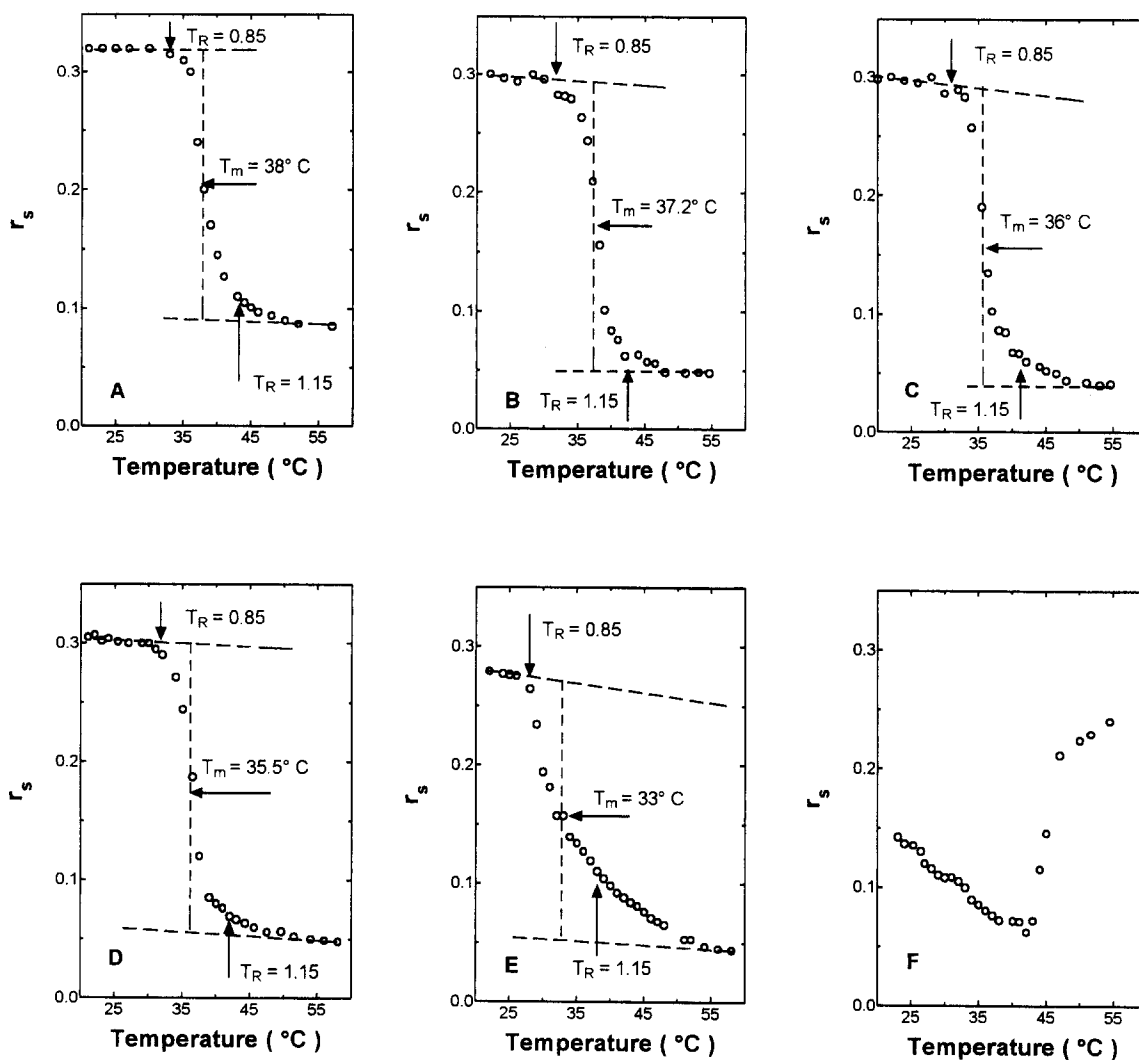 T_R = 0.85
0.3
0.2
r_s
T_m = 38° C
0.1
A
T_R = 1.15
0.0
25 35 45 55
Temperature ( °C )
T_R = 0.85
0.3
0.2
r_s
T_m = 37.2° C
0.1
B
T_R = 1.15
0.0
25 35 45 55
Temperature ( °C )
T_R = 0.85
0.3
0.2
r_s
T_m = 36° C
0.1
C
T_R = 1.15
0.0
25 35 45 55
Temperature ( °C )
T_R = 0.85
0.3
0.2
r_s
T_m = 35.5° C
0.1
D
T_R = 1.15
0.0
25 35 45 55
Temperature ( °C )
T_R = 0.85
0.3
0.2
r_s
T_m = 33° C
0.1
E
T_R = 1.15
0.0
25 35 45 55
Temperature ( °C )
0.3
0.2
r_s
0.1
F
0.0
25 35 45 55
Temperature ( °C )